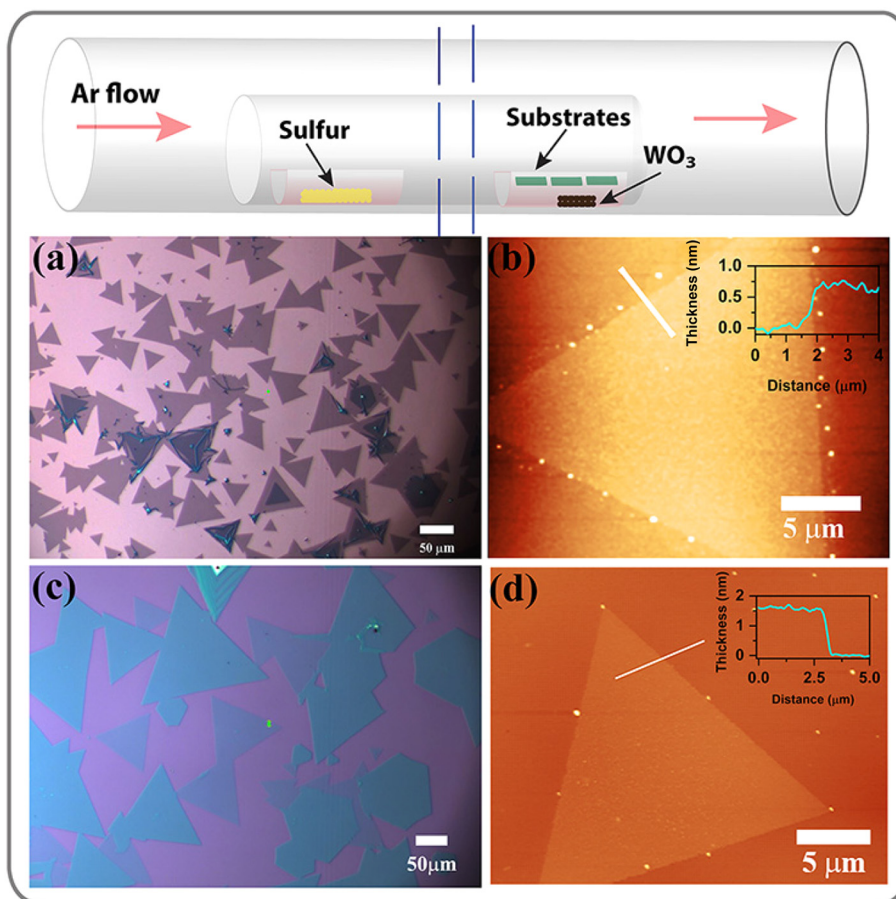 Ar flow
Sulfur
Substrates
WO₃
(a)
50 μm
(b)
Thickness (nm)
1.0
0.5
0.0
0 1 2 3 4
Distance (μm)
5 μm
(c)
50μm
(d)
Thickness (nm)
2
1
0
0.0 2.5 5.0
Distance (μm)
5 μm